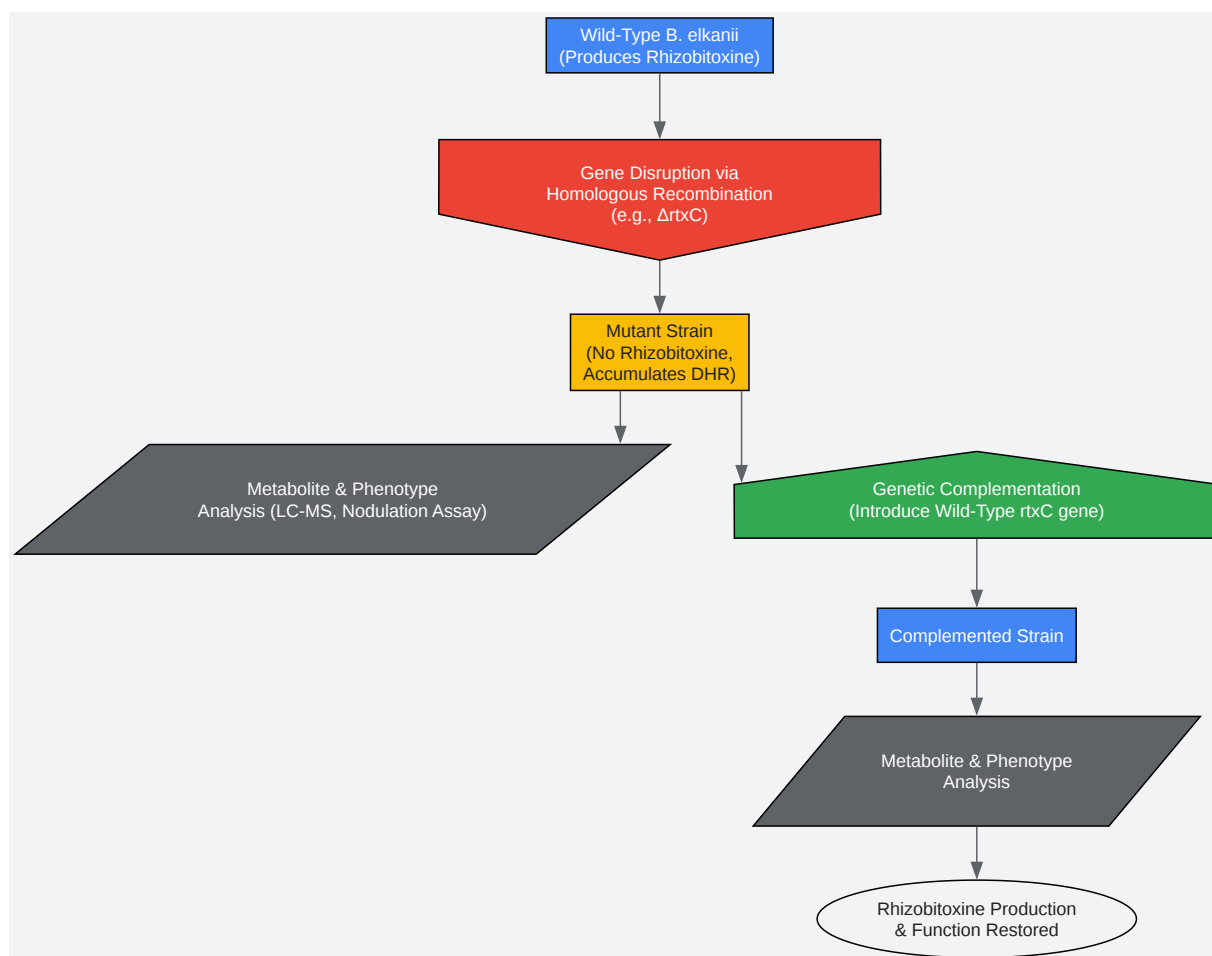 Wild-Type B. elkanii
(Produces Rhizobitoxine)
Gene Disruption via
Homologous Recombination
(e.g., ΔrtxC)
Mutant Strain
(No Rhizobitoxine,
Accumulates DHR)
Metabolite & Phenotype
Analysis (LC-MS, Nodulation Assay)
Genetic Complementation
(Introduce Wild-Type rtxC gene)
Complemented Strain
Metabolite & Phenotype
Analysis
Rhizobitoxine Production
& Function Restored